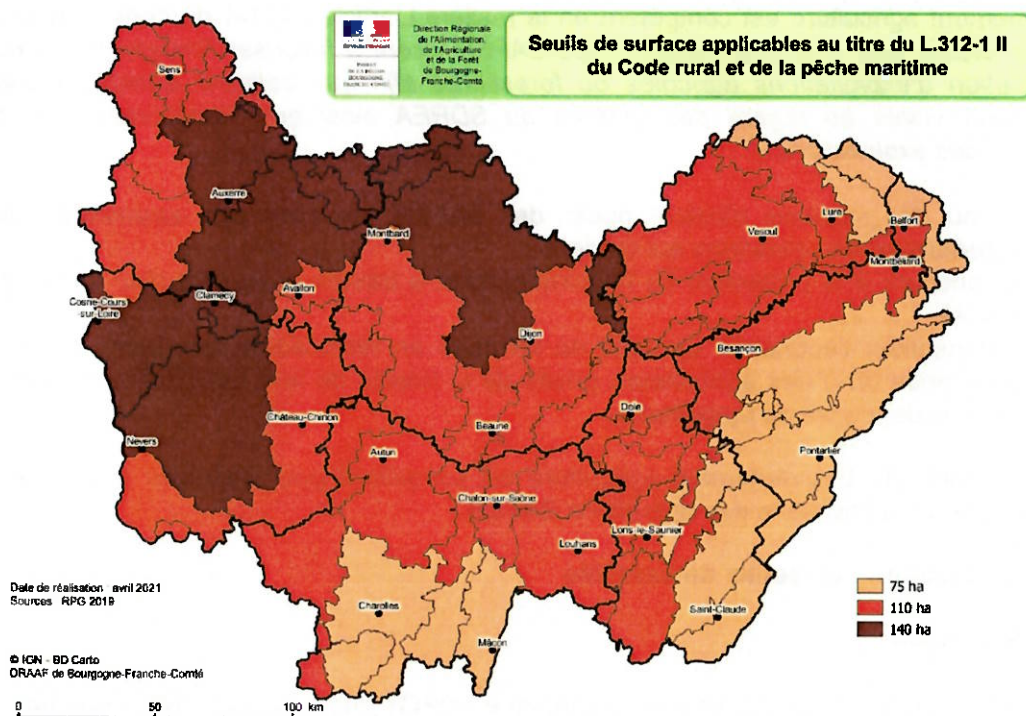 Direction Régionale
de l'Alimentation,
de l'Agriculture
et de la Forêt
de Bourgogne-
Franche-Comté
Seuils de surface applicables au titre du L.312-1 II
du Code rural et de la pêche maritime
Sens
Auxerre
Montbard
Lure
Belfort
Vesoul
Montbéliard
Cosne-Cours
-sur-Loire
Clamecy
Avallon
Dijon
Besançon
Château-Chinon
Dole
Beaune
Nevers
Autun
Pontarlier
Chalon-sur-Saône
Lons-le-Saunier
Louhans
Charolles
Saint-Claude
Mâcon
75 ha
110 ha
140 ha
Date de réalisation : avril 2021
Sources : RPG 2019
© IGN - BD Carto
DRAAF de Bourgogne-Franche-Comté
0 50 100 km